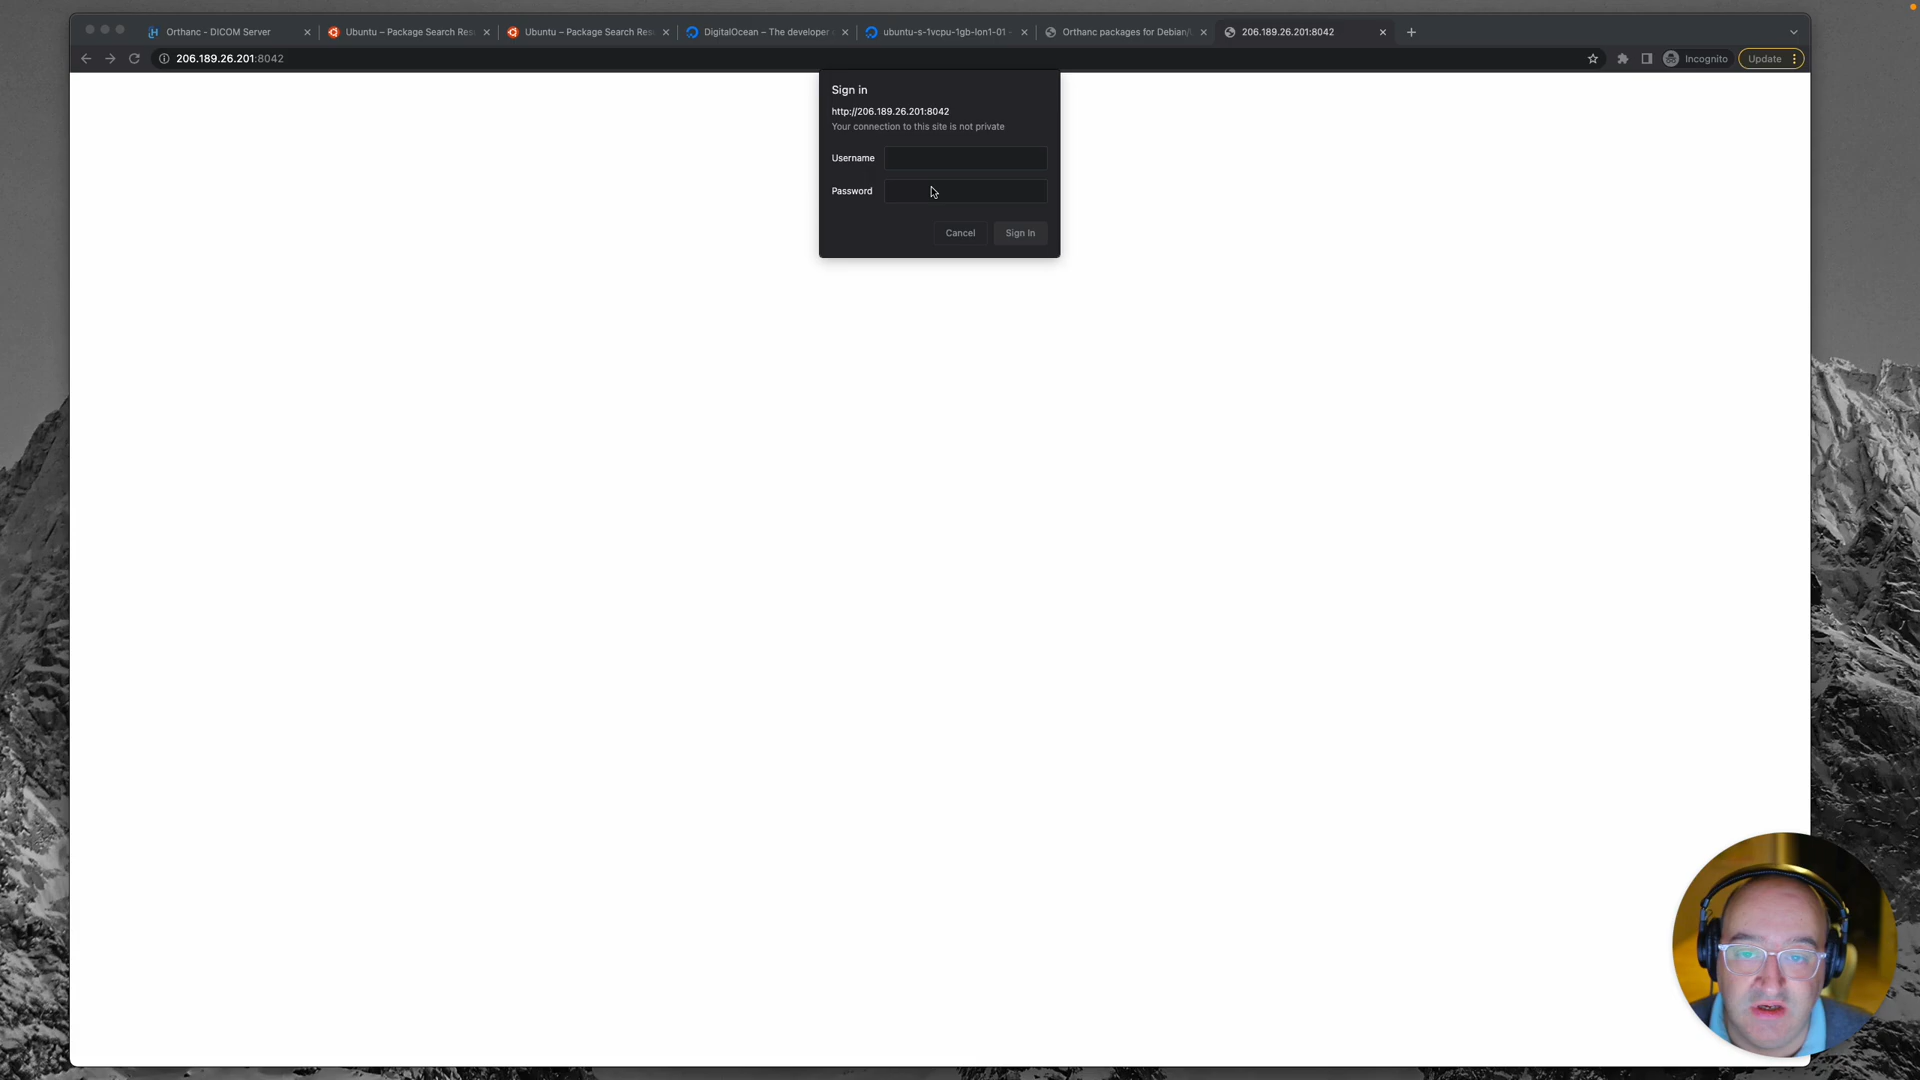 Orthanc - DICOM Server
Ubuntu – Package Search Res
Ubuntu – Package Search Res
DigitalOcean – The developer
ubuntu-s-1vcpu-1gb-lon1-01 -
Orthanc packages for Debian/
206.189.26.201
206.189.26.201:8042
Incognito
Update
Sign in
http://206.189.26.201:8042
Your connection to this site is not private
Username
Password
Cancel
Sign In